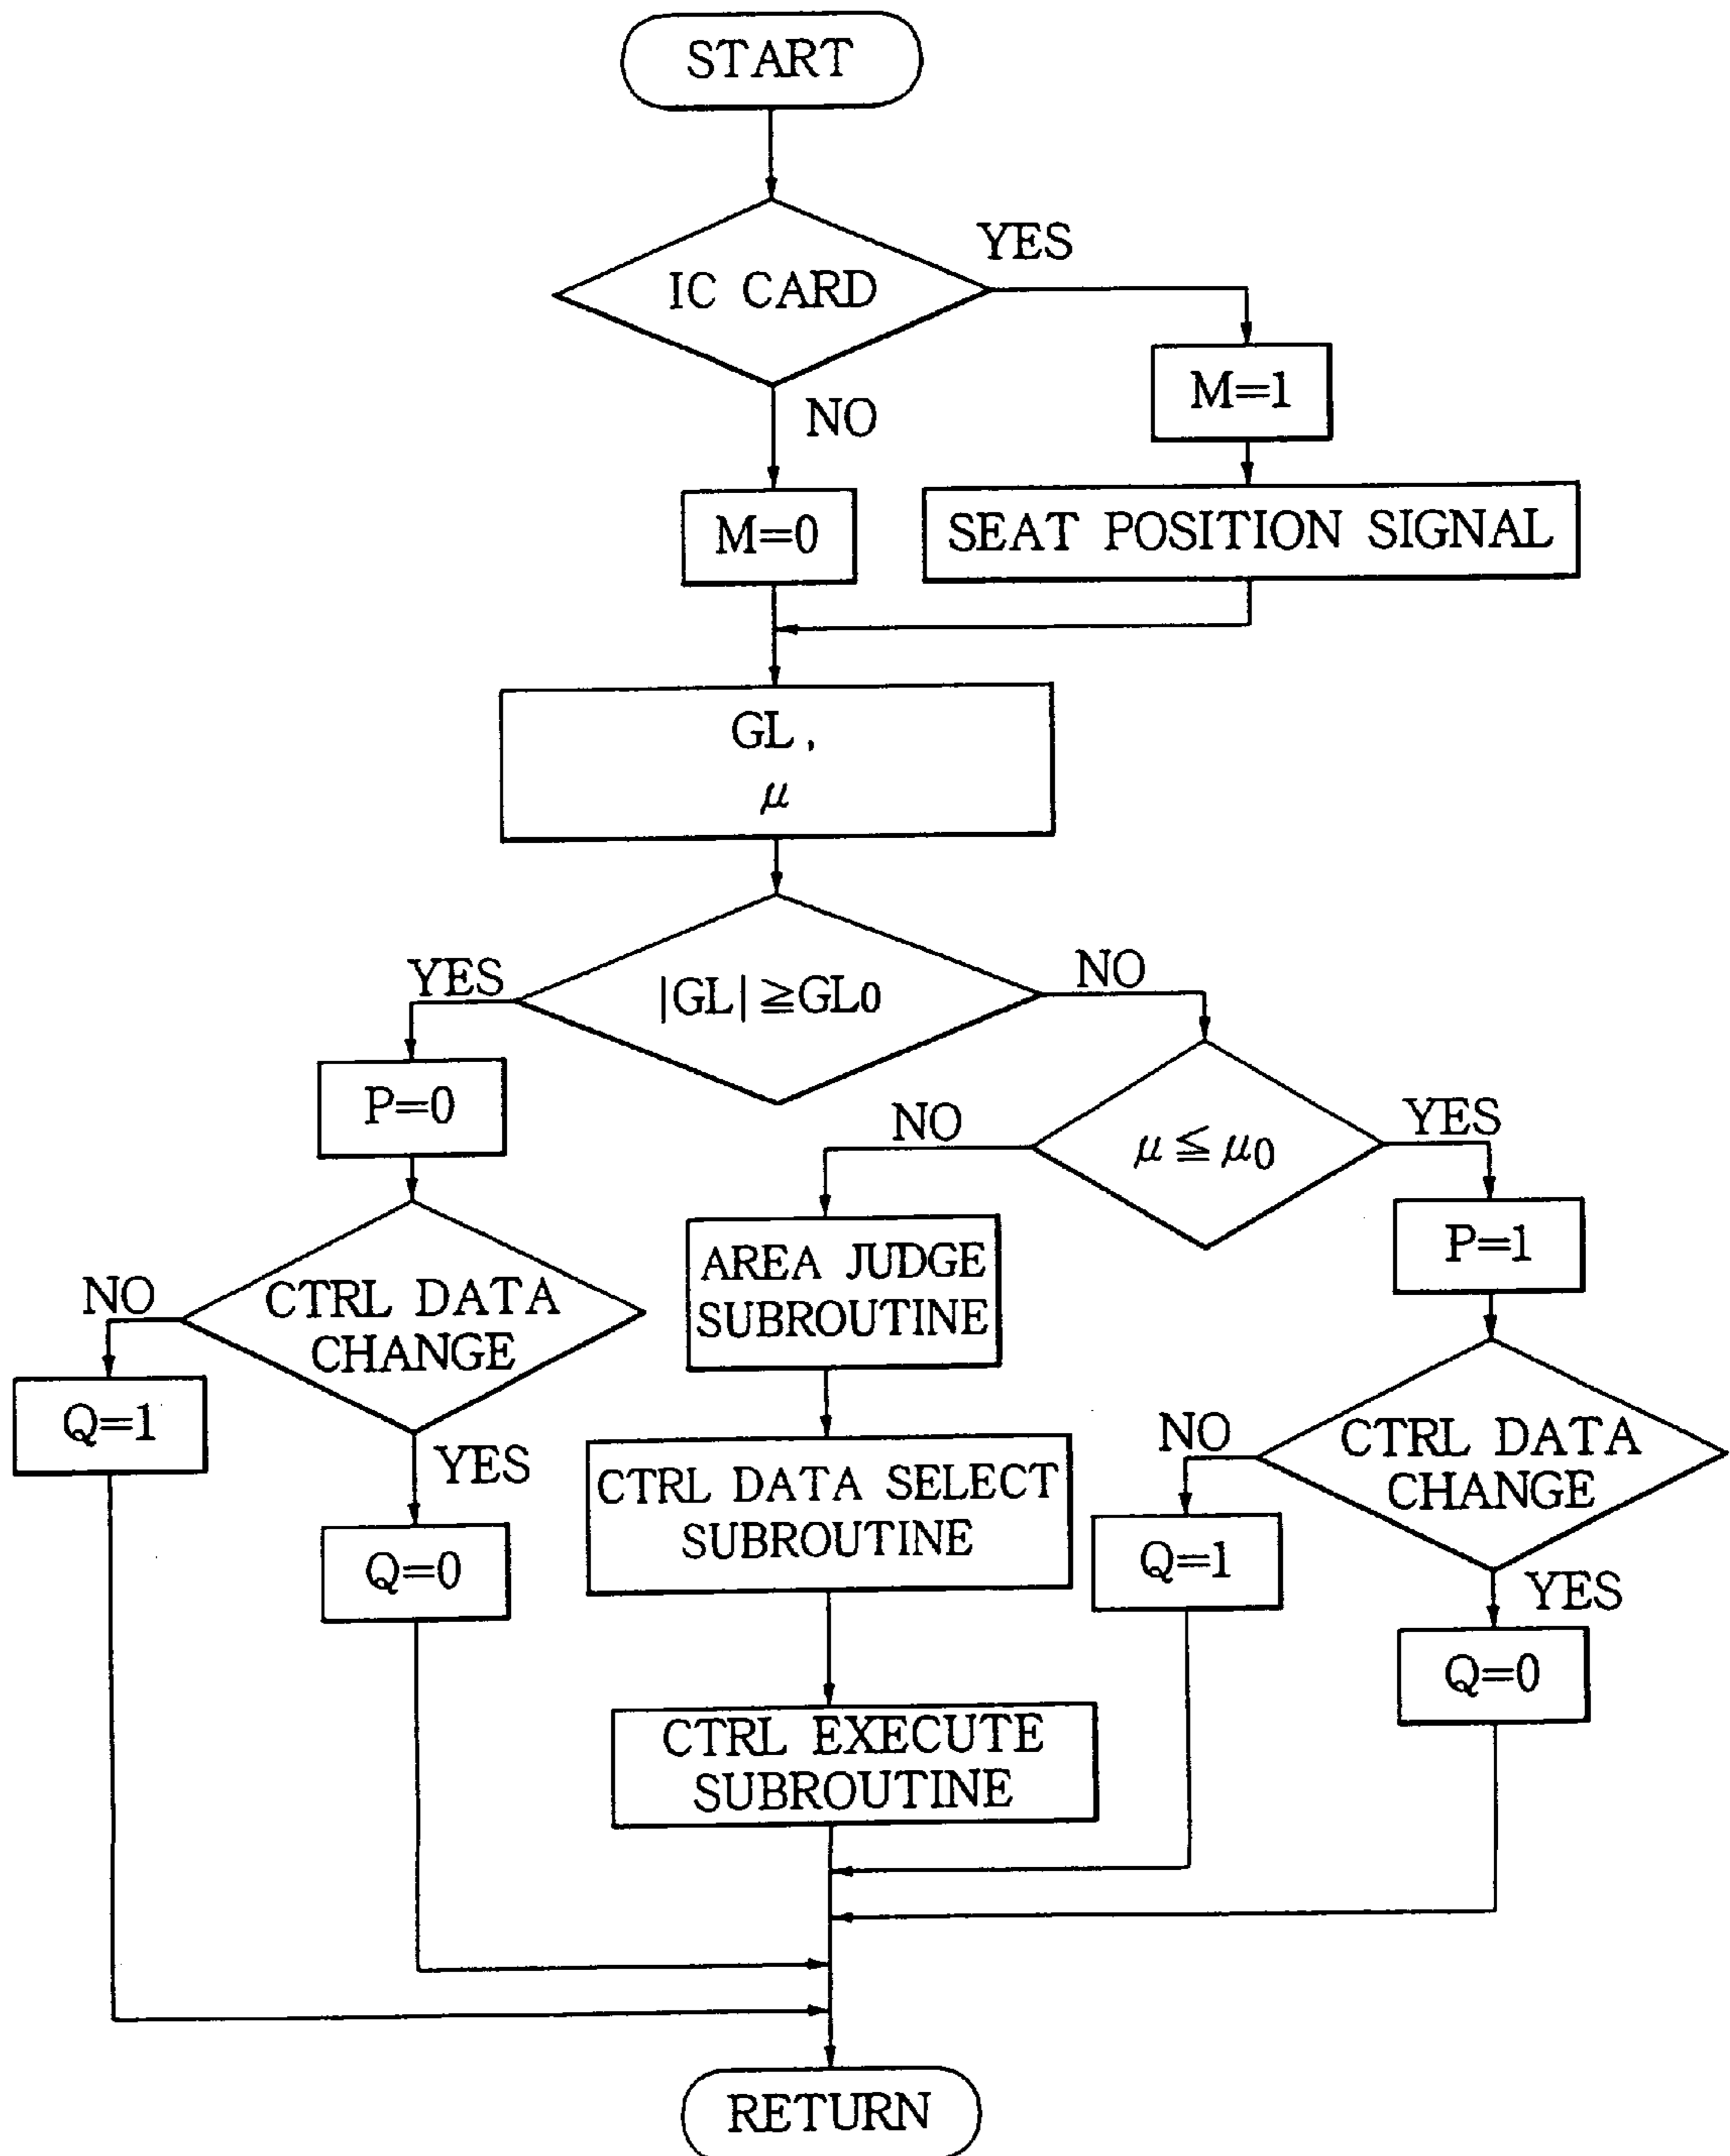 START
YES
IC CARD
M=1
NO
M=0
SEAT POSITION SIGNAL
GL,
μ
YES
NO
|GL|≧GL0
P=0
NO
YES
μ≦μ0
P=1
AREA JUDGE
SUBROUTINE
NO
CTRL DATA
CHANGE
Q=1
YES
NO
CTRL DATA
CHANGE
CTRL DATA SELECT
SUBROUTINE
Q=0
Q=1
YES
Q=0
CTRL EXECUTE
SUBROUTINE
RETURN